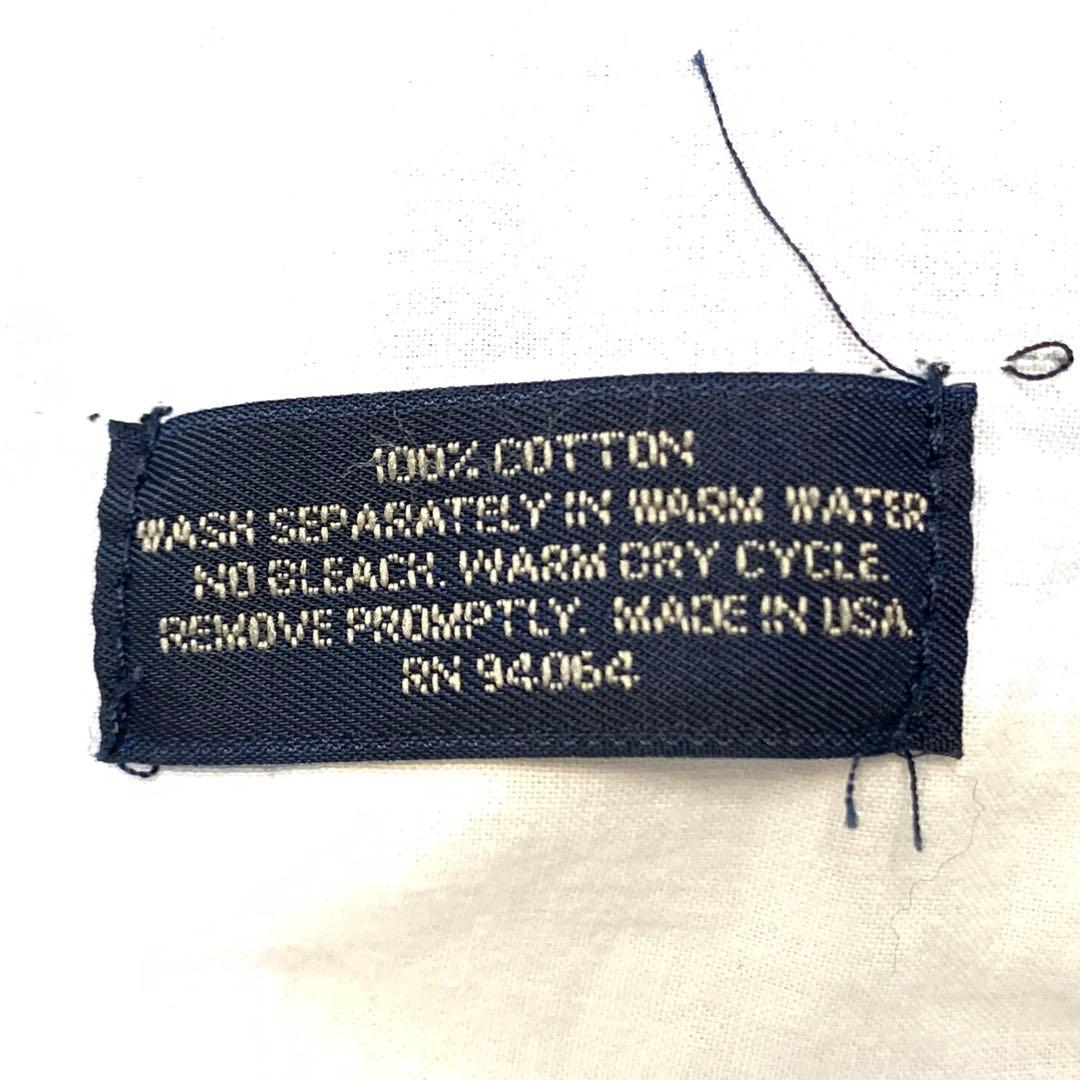 100% COTTON
WASH SEPARATELY IN WARM WATER
NO BLEACH. WARM DRY CYCLE.
REMOVE PROMPTLY. MADE IN USA.
RN 94064